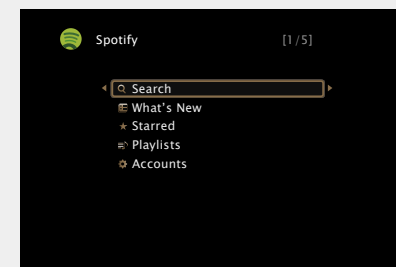 Spotify [1/5]
Search
What's New
Starred
Playlists
Accounts